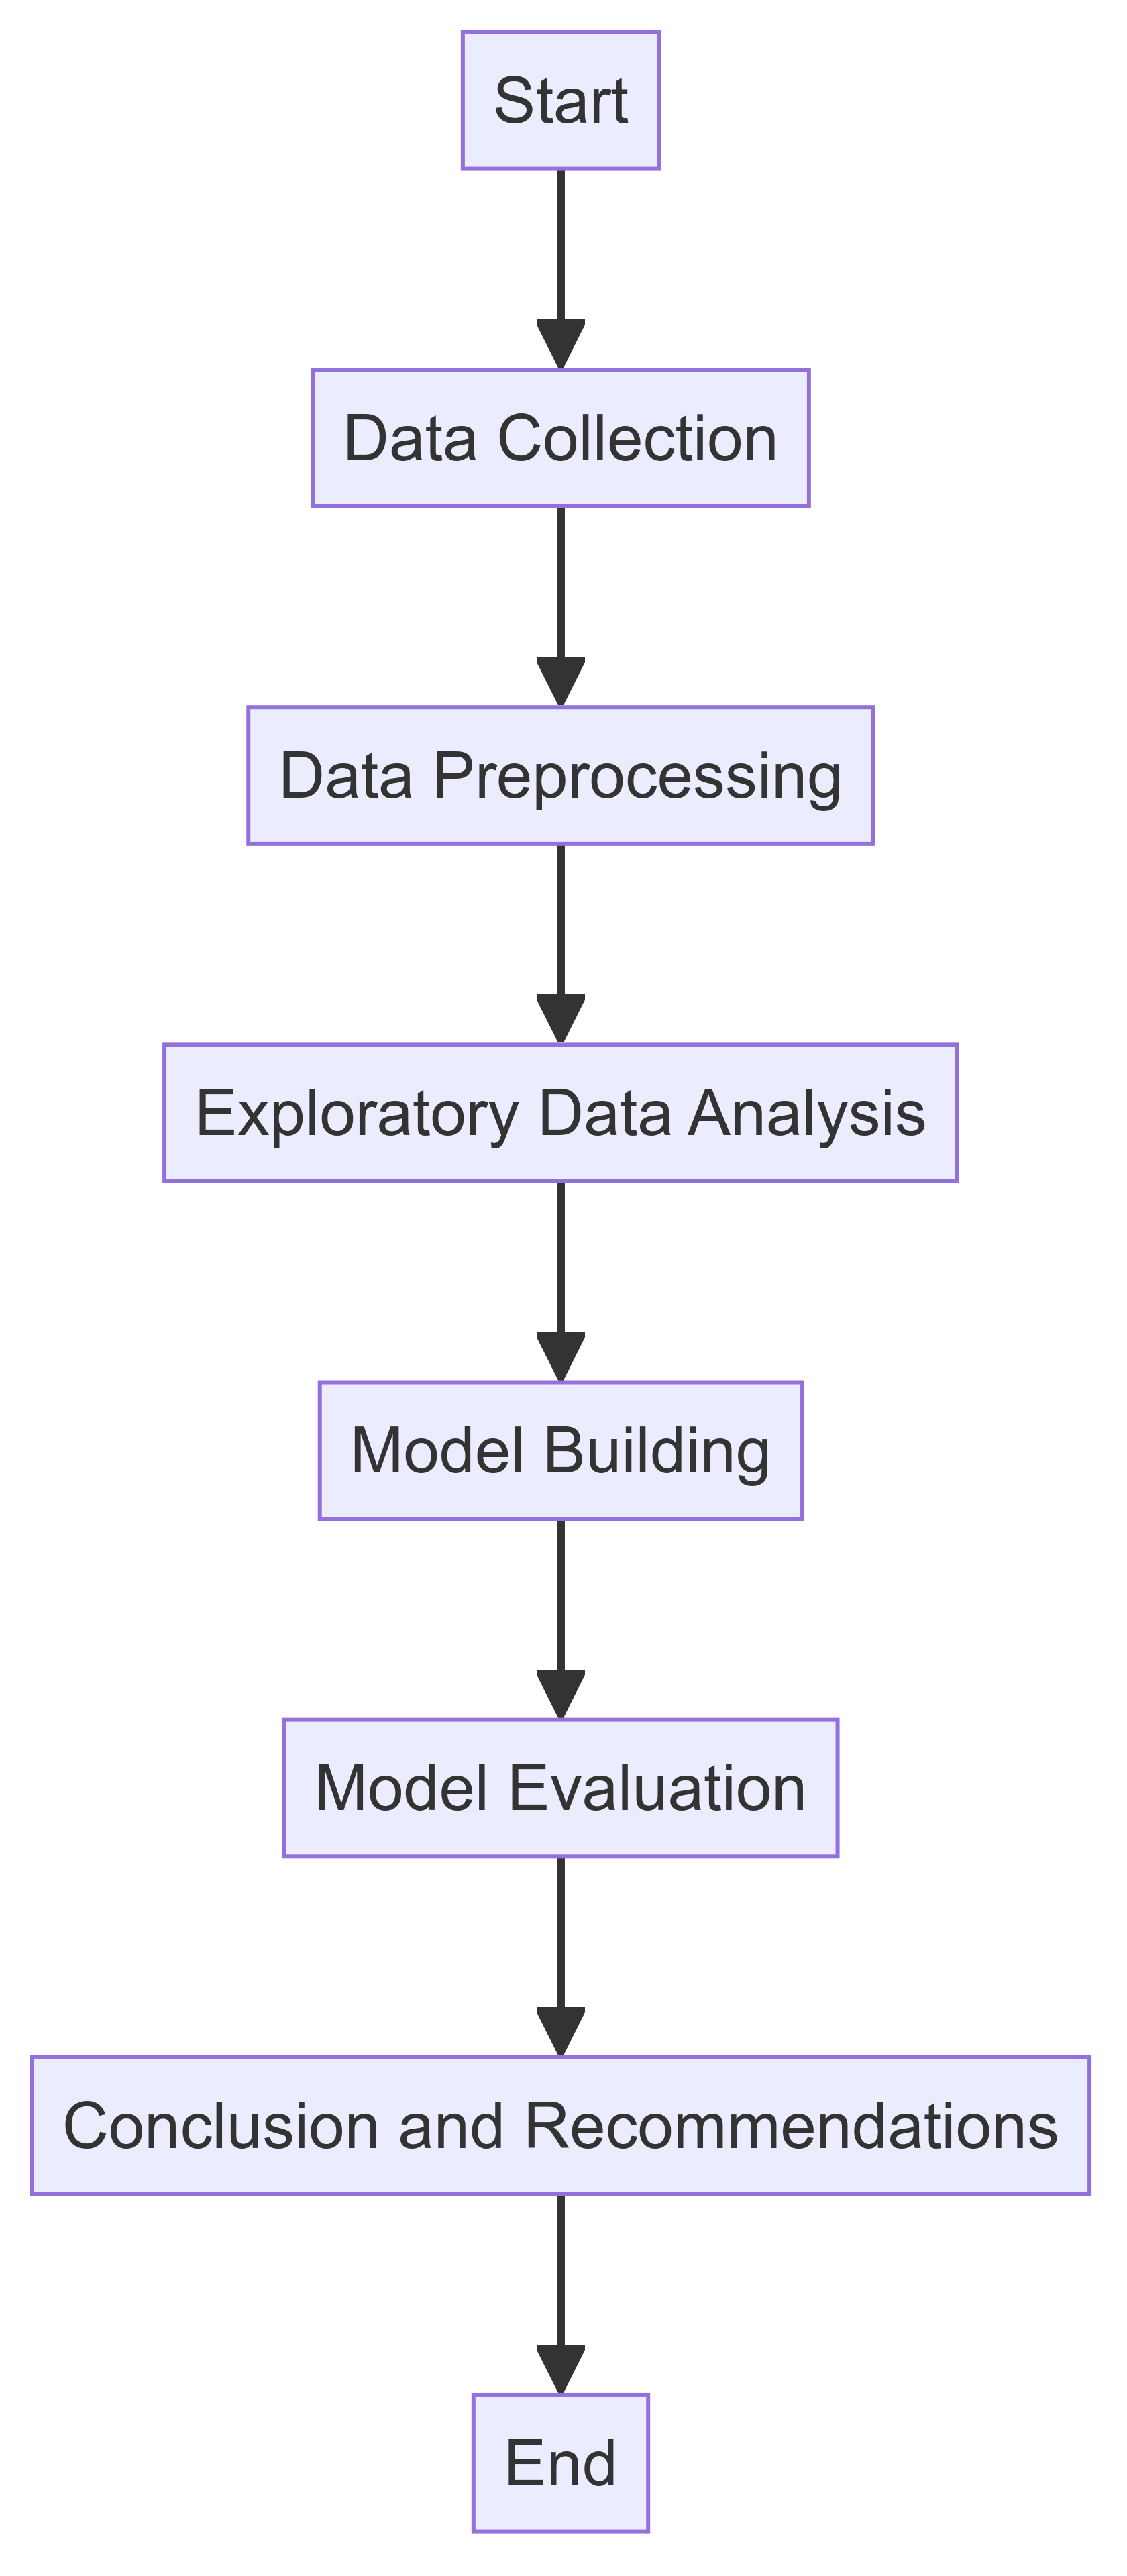 Start
Data Collection
Data Preprocessing
Exploratory Data Analysis
Model Building
Model Evaluation
Conclusion and Recommendations
End